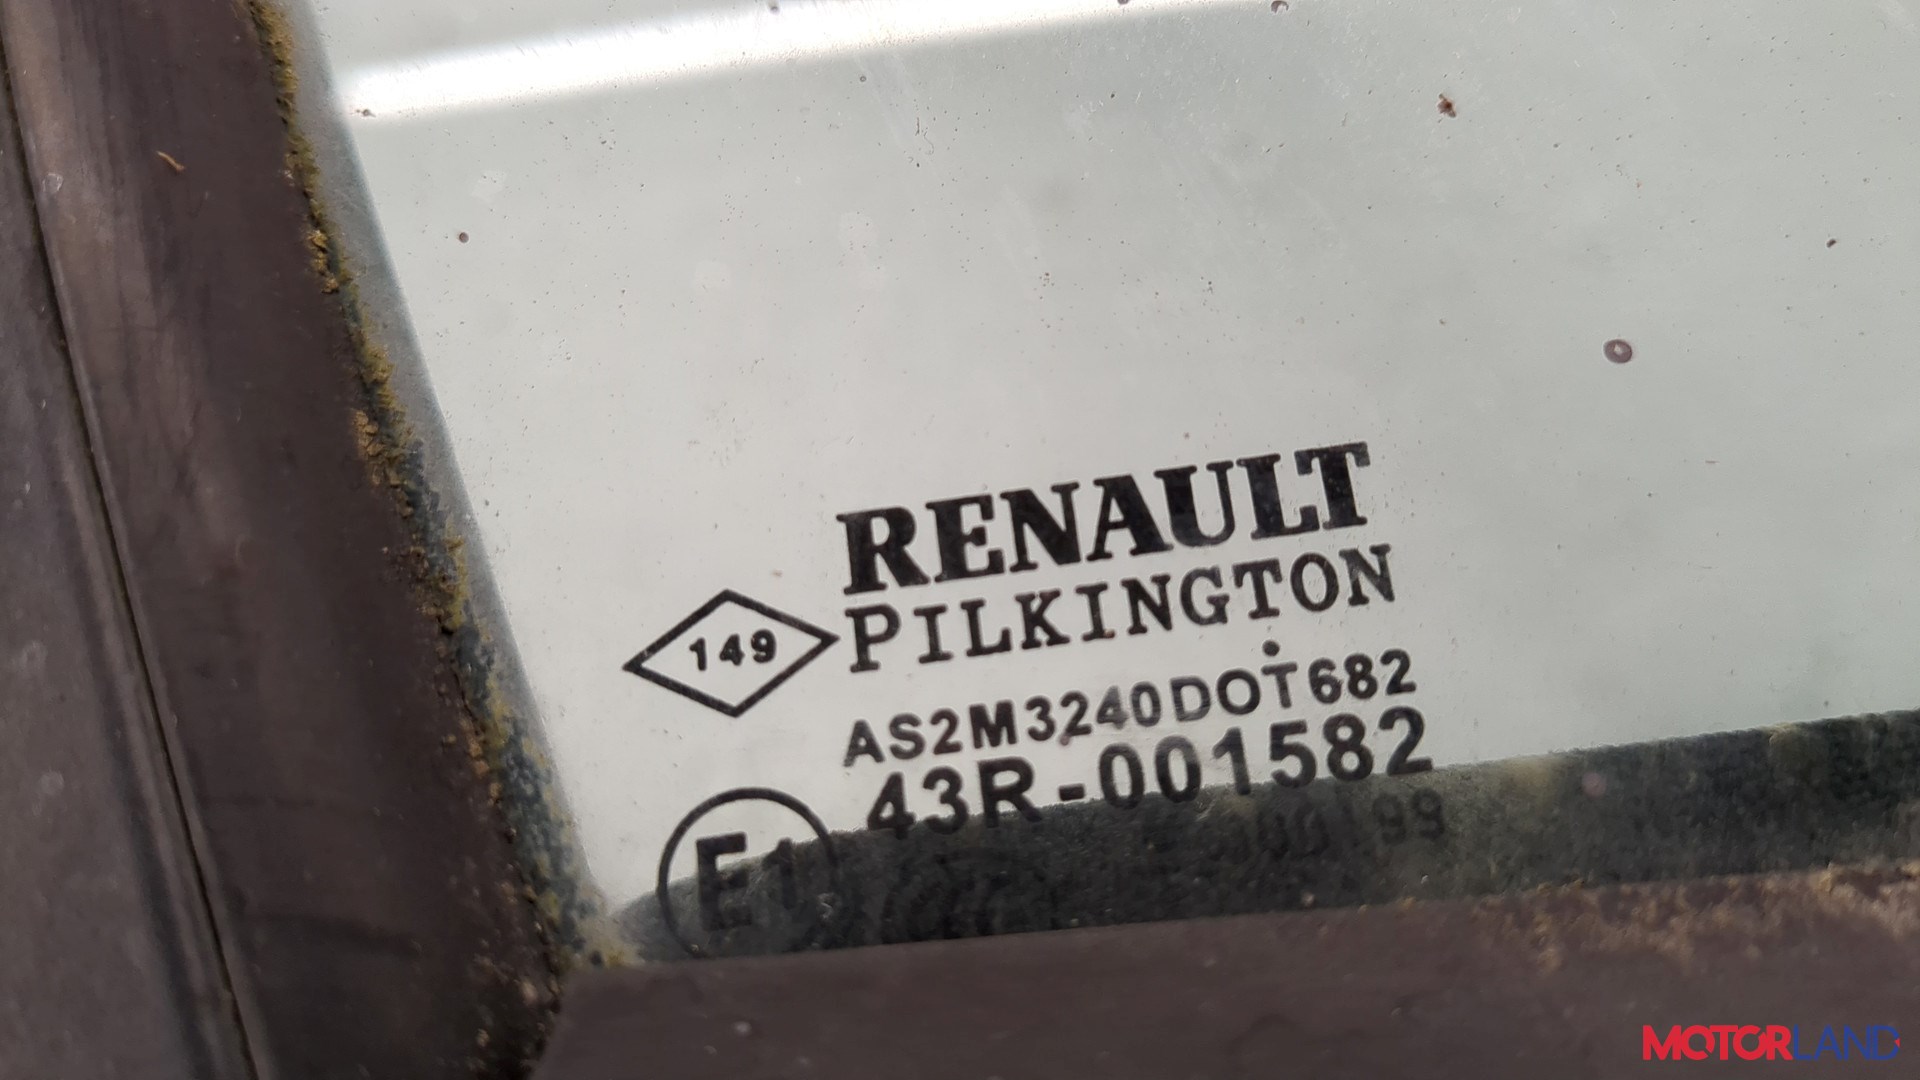 RENAULT
PILKINGTON
149
AS2M3240DOT682
43R-001582
E1
MOTORLAND